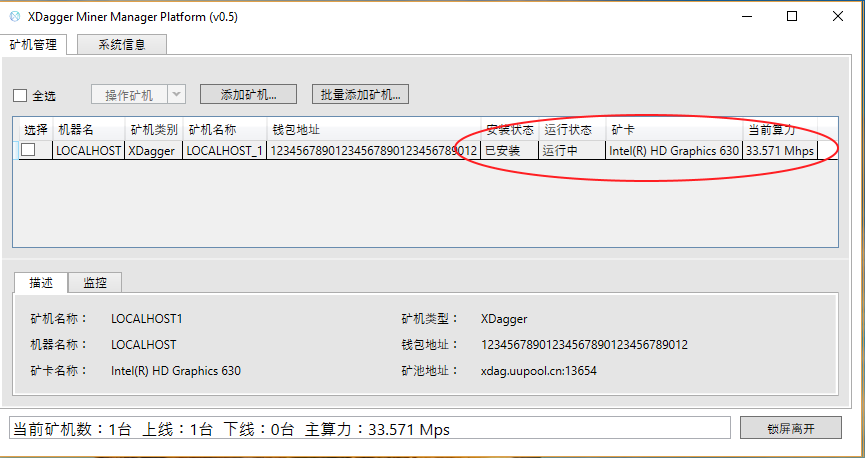 XDagger Miner Manager Platform (v0.5)
矿机管理 系统信息
全选 操作矿机 添加矿机... 批量添加矿机...
选择 机器名 矿机类别 矿机名称 钱包地址 安装状态 运行状态 矿卡 当前算力
LOCALHOST XDagger LOCALHOST_1 12345678901234567890123456789012 已安装 运行中 Intel(R) HD Graphics 630 33.571 Mhps
描述 监控
矿机名称： LOCALHOST1 矿机类型： XDagger
机器名称： LOCALHOST 钱包地址： 12345678901234567890123456789012
矿卡名称： Intel(R) HD Graphics 630 矿池地址： xdag.uupool.cn:13654
当前矿机数：1台 上线：1台 下线：0台 主算力：33.571 Mps 锁屏离开